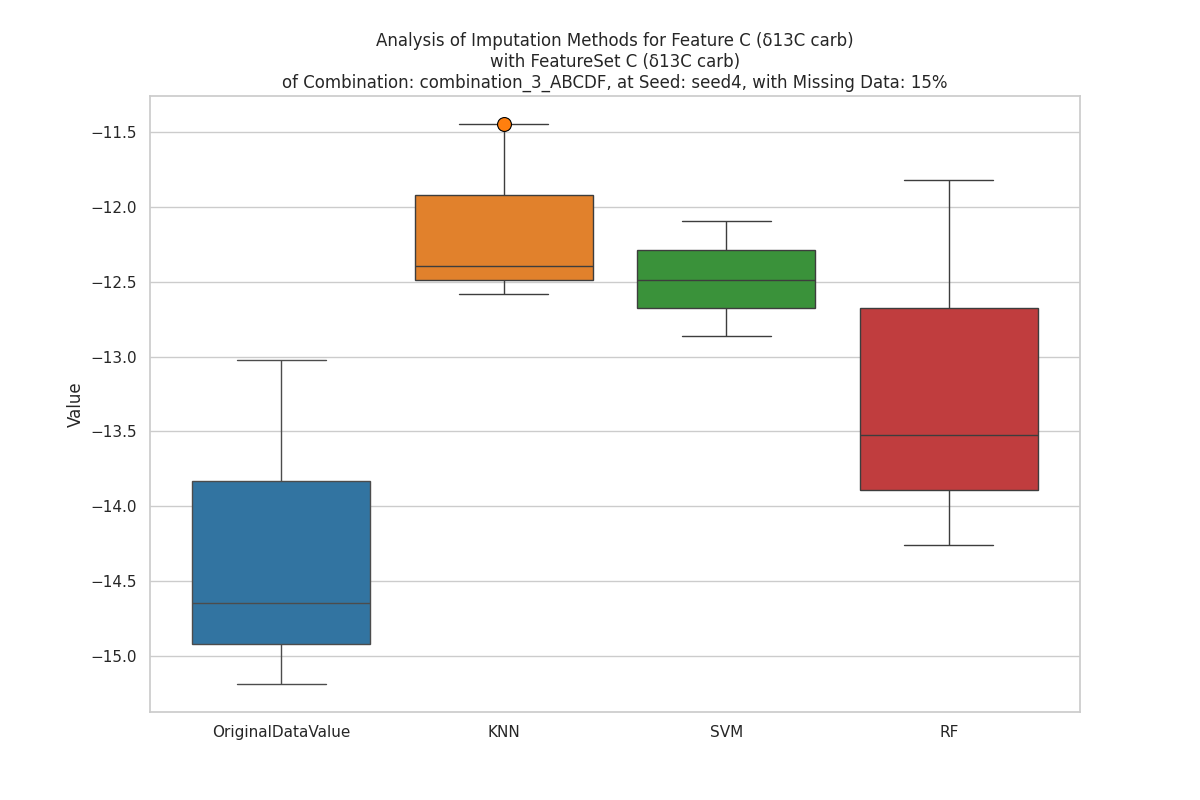 Analysis of Imputation Methods for Feature C (δ13C carb)
with FeatureSet C (δ13C carb)
of Combination: combination_3_ABCDF, at Seed: seed4, with Missing Data: 15%
Value
−11.5
−12.0
−12.5
−13.0
−13.5
−14.0
−14.5
−15.0
OriginalDataValue
KNN
SVM
RF